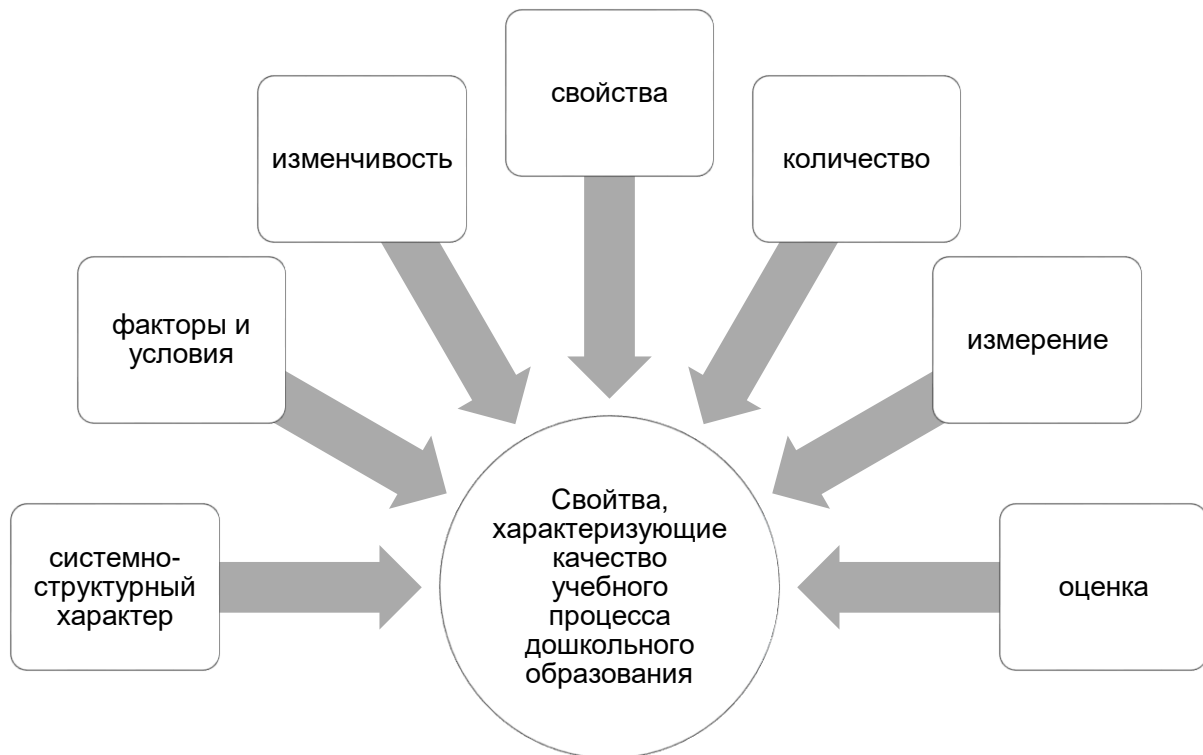 системно-
структурный
характер
факторы и
условия
изменчивость
свойства
количество
измерение
оценка
Свойтва,
характеризующие
качество
учебного
процесса
дошкольного
образования